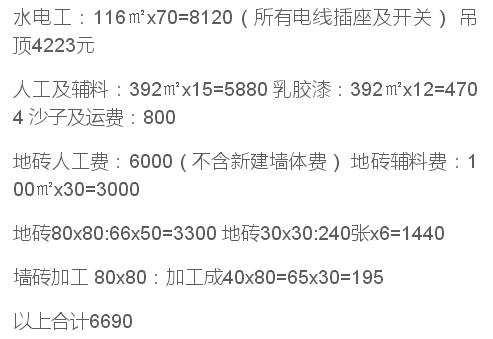 水电工：116㎡x70=8120（所有电线插座及开关） 吊
顶4223元
人工及辅料：392㎡x15=5880 乳胶漆：392㎡x12=470
4 沙子及运费：800
地砖人工费：6000（不含新建墙体费） 地砖辅料费：1
00㎡x30=3000
地砖80x80:66x50=3300 地砖30x30:240张x6=1440
墙砖加工 80x80：加工成40x80=65x30=195
以上合计6690